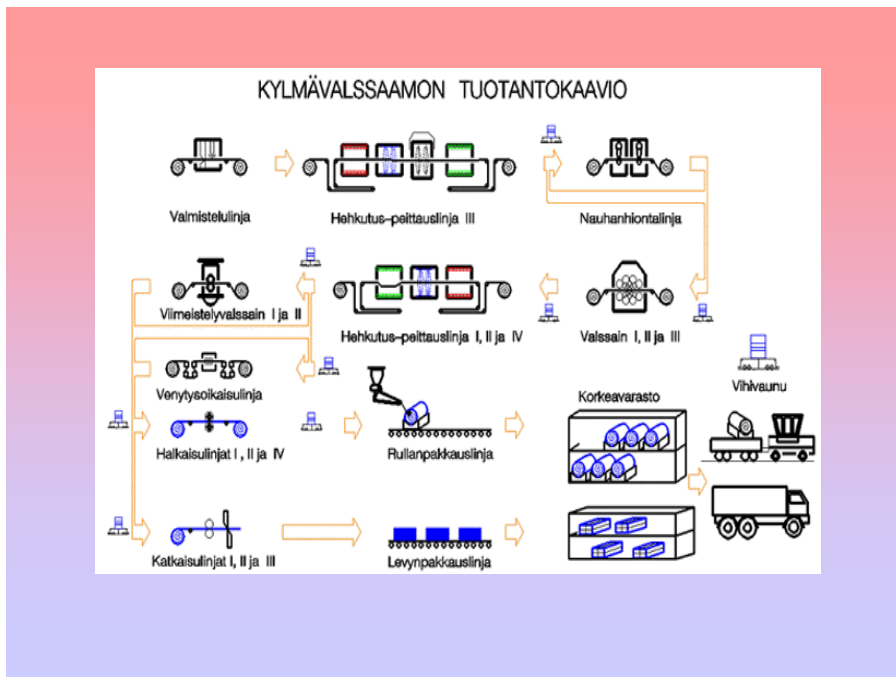 KYLMÄVALSSAAMON TUOTANTOKAAVIO
Valmistelulinja
Hehkutus-peittauslinja III
Nauhanhiontalinja
Viimeistelyvalssain I ja II
Hehkutus-peittauslinja I, II ja IV
Valssain I, II ja III
Vihivaunu
Venytysoikaisulinja
Korkeavarasto
Halkaisulinjat I, II ja IV
Rullanpakkauslinja
Katkaisulinjat I, II ja III
Levynpakkauslinja